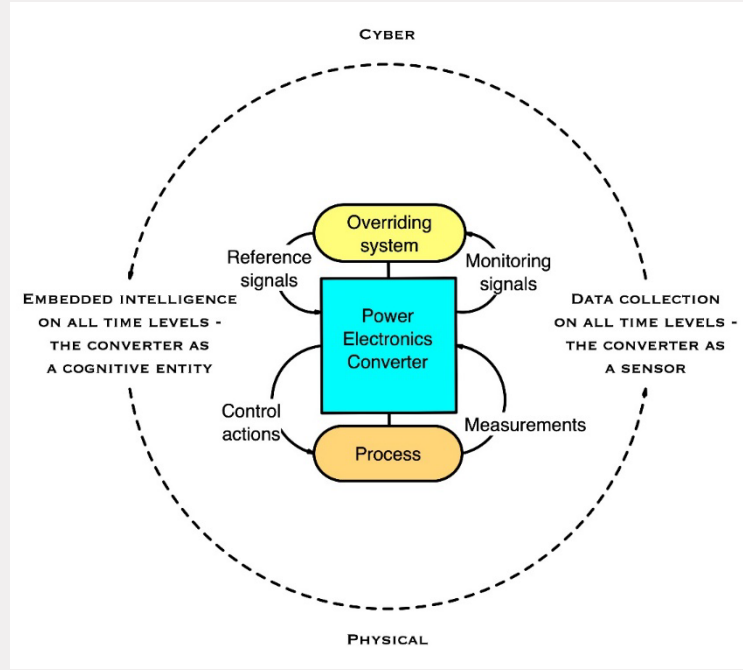 CYBER
Overriding
system
Reference
signals
Monitoring
signals
EMBEDDED INTELLIGENCE
ON ALL TIME LEVELS -
THE CONVERTER AS
A COGNITIVE ENTITY
Power
Electronics
Converter
DATA COLLECTION
ON ALL TIME LEVELS -
THE CONVERTER AS
A SENSOR
Control
actions
Measurements
Process
PHYSICAL